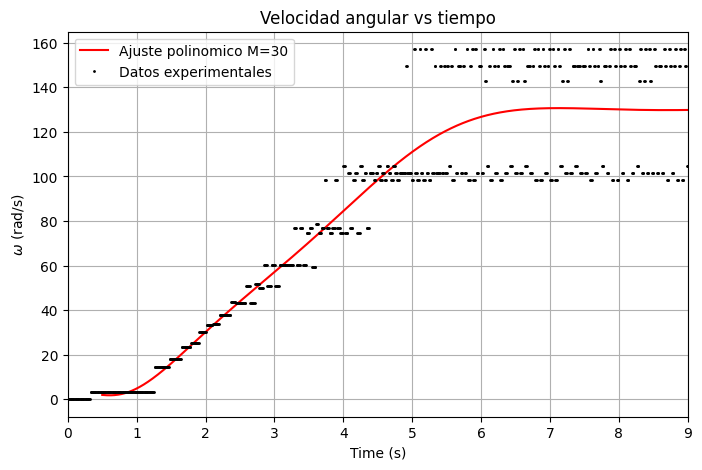 Velocidad angular vs tiempo
Ajuste polinomico M=30
Datos experimentales
ω (rad/s)
160
140
120
100
80
60
40
20
0
0 1 2 3 4 5 6 7 8 9
Time (s)